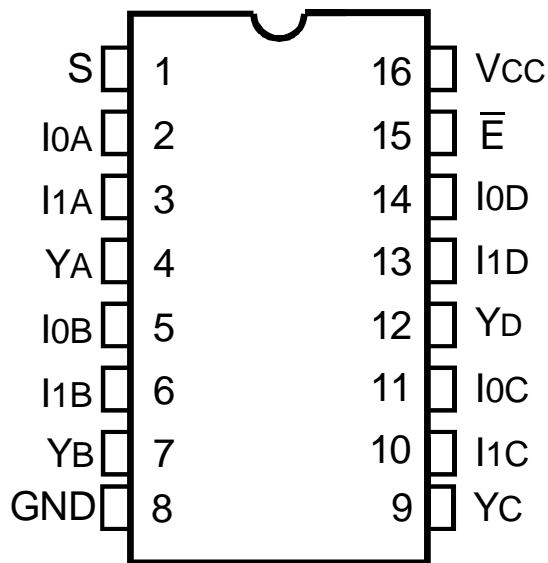 S 1 16 VCC
I0A 2 15 E̅
I1A 3 14 I0D
YA 4 13 I1D
I0B 5 12 YD
I1B 6 11 I0C
YB 7 10 I1C
GND 8 9 YC